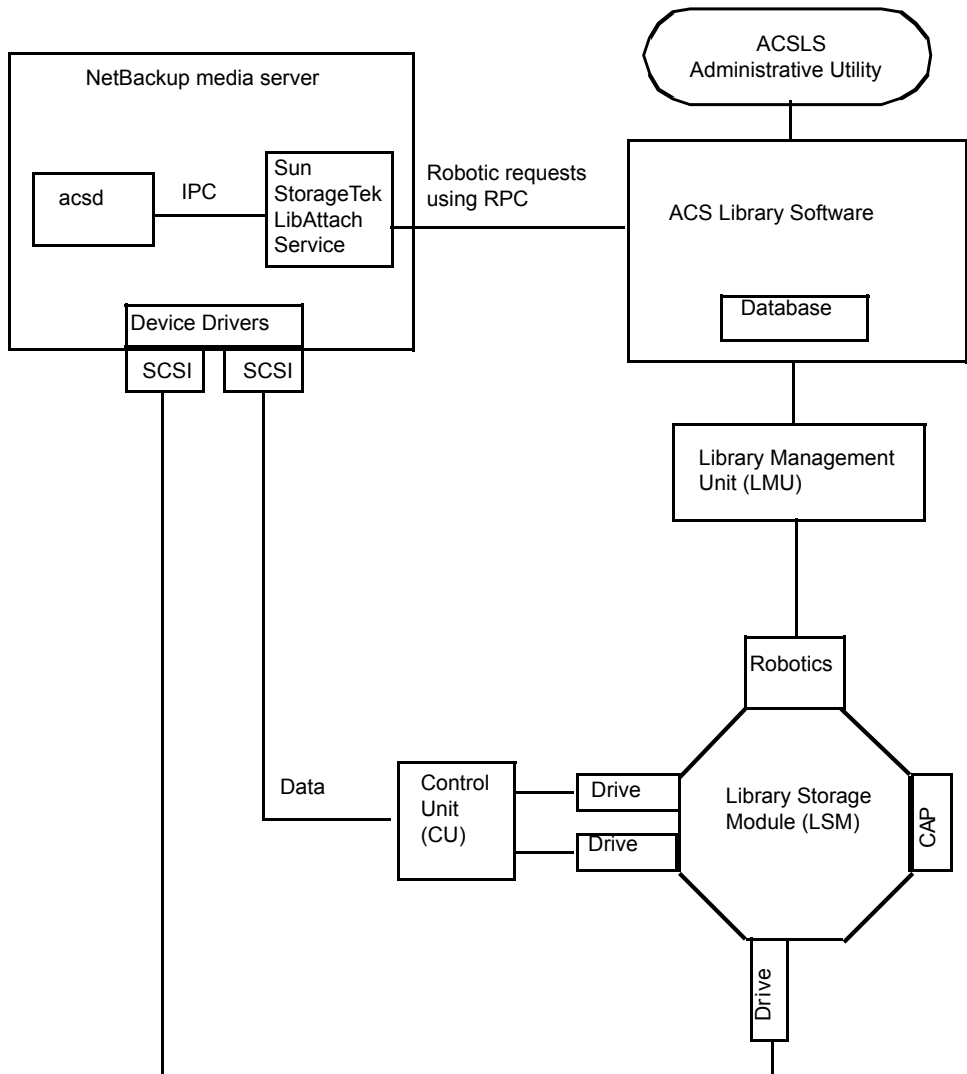 ACSLS
Administrative Utility
NetBackup media server
acsd
IPC
Sun
StorageTek
LibAttach
Service
Robotic requests
using RPC
ACS Library Software
Database
Device Drivers
SCSI
SCSI
Library Management
Unit (LMU)
Robotics
Data
Control
Unit
(CU)
Drive
Drive
Library Storage
Module (LSM)
CAP
Drive